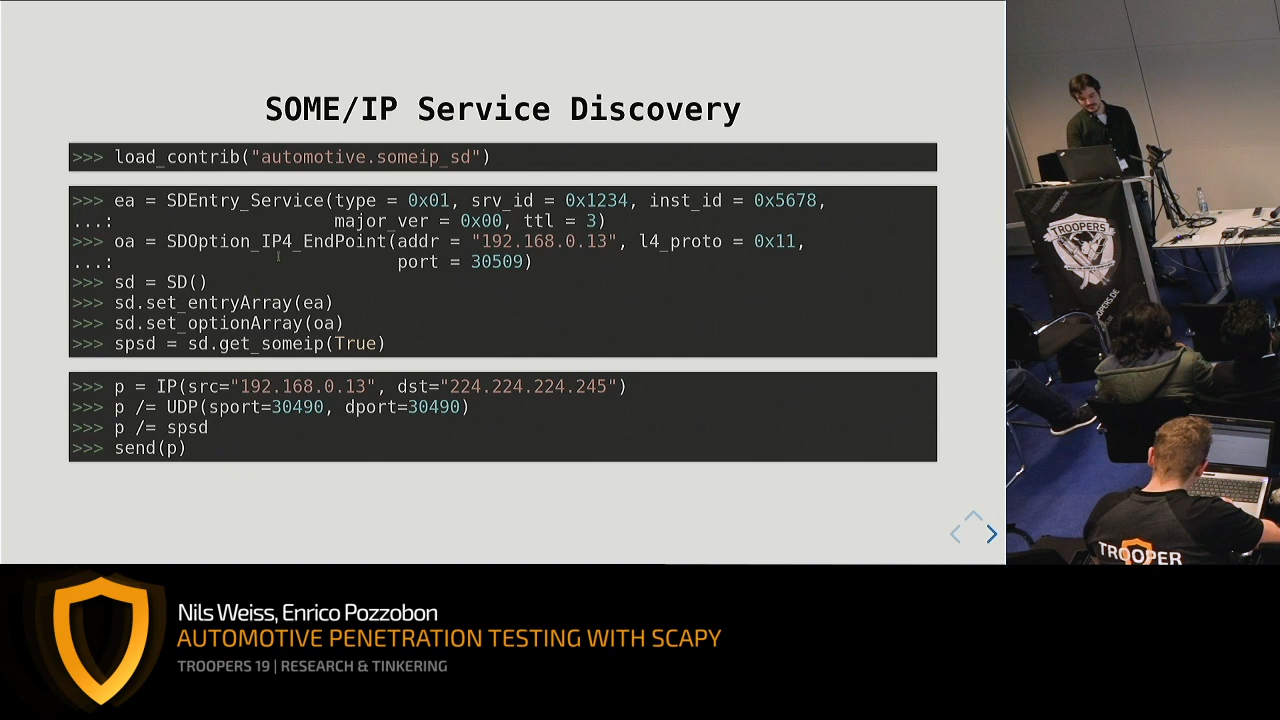 SOME/IP Service Discovery
>>> load_contrib("automotive.someip_sd")
>>> ea = SDEntry_Service(type = 0x01, srv_id = 0x1234, inst_id = 0x5678,
...: major_ver = 0x00, ttl = 3)
>>> oa = SDOption_IP4_EndPoint(addr = "192.168.0.13", l4_proto = 0x11,
...: port = 30509)
>>> sd = SD()
>>> sd.set_entryArray(ea)
>>> sd.set_optionArray(oa)
>>> spsd = sd.get_someip(True)
>>> p = IP(src="192.168.0.13", dst="224.224.224.245")
>>> p /= UDP(sport=30490, dport=30490)
>>> p /= spsd
>>> send(p)
TROOPERS
TROOPERS.DE
TROOPER
Nils Weiss, Enrico Pozzobon
AUTOMOTIVE PENETRATION TESTING WITH SCAPY
TROOPERS 19 | RESEARCH & TINKERING